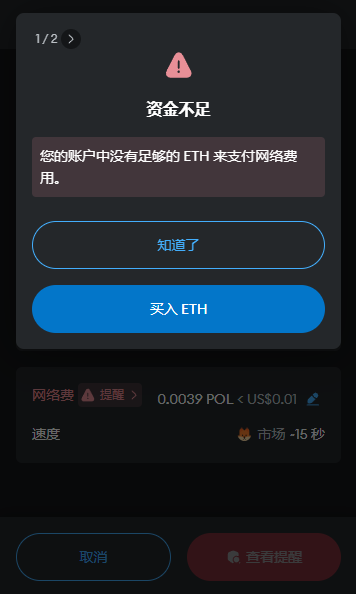 1 / 2
资金不足
您的账户中没有足够的 ETH 来支付网络费
用。
知道了
买入 ETH
网络费 提醒 0.0039 POL < US$0.01
速度 市场 ~15 秒
取消 查看提醒